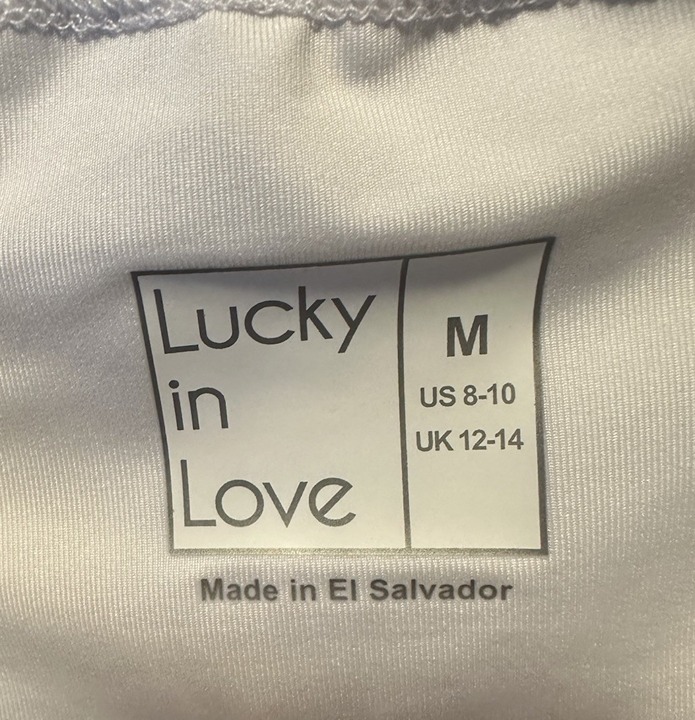 Lucky
in
Love
M
US 8-10
UK 12-14
Made in El Salvador